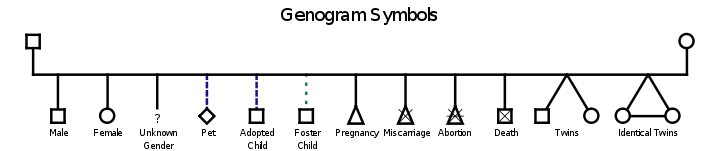 Genogram Symbols
?
Male Female Unknown Gender Pet Adopted Child Foster Child Pregnancy Miscarriage Abortion Death Twins Identical Twins